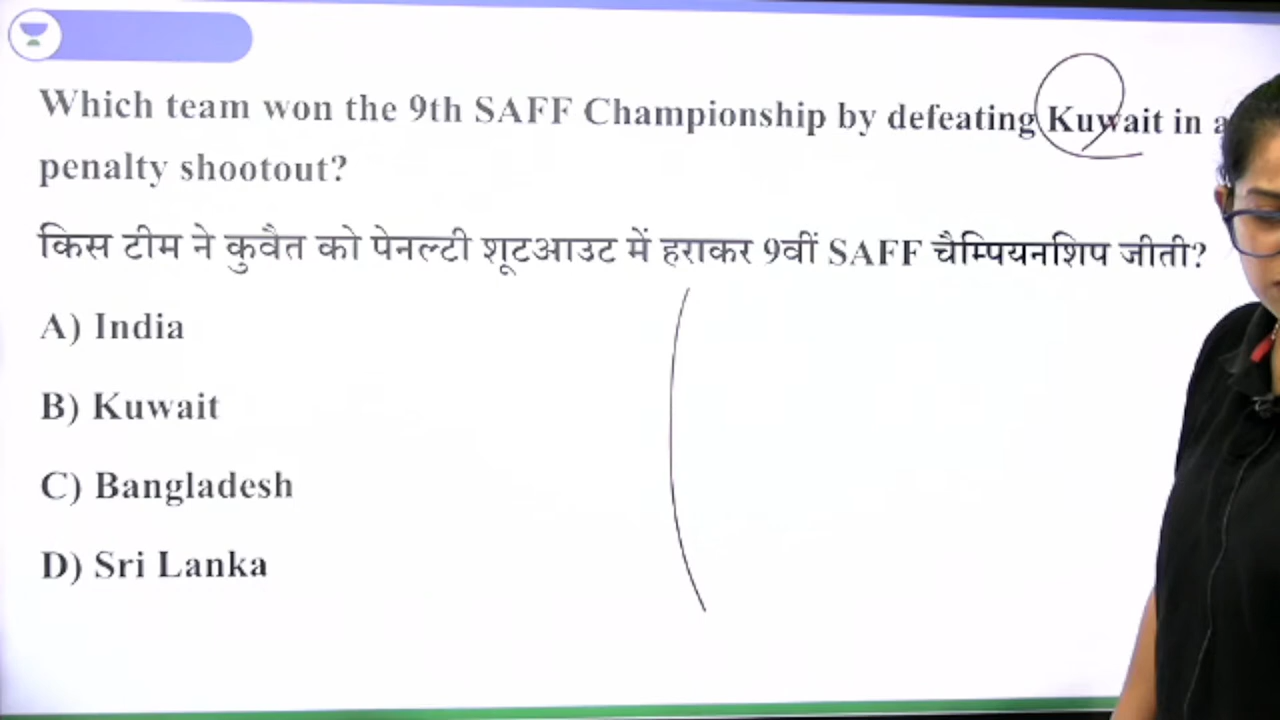 Which team won the 9th SAFF Championship by defeating Kuwait in a
penalty shootout?
किस टीम ने कुवैत को पेनल्टी शूटआउट में हराकर 9वीं SAFF चैम्पियनशिप जीती?
A) India
B) Kuwait
C) Bangladesh
D) Sri Lanka